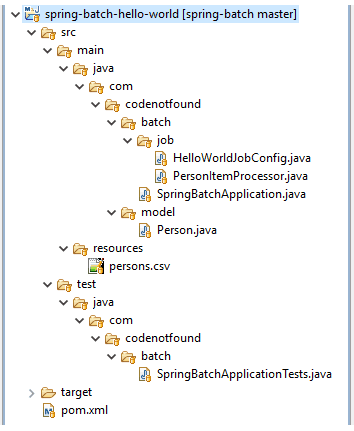 spring-batch-hello-world [spring-batch master]
src
main
java
com
codenotfound
batch
job
HelloWorldJobConfig.java
PersonItemProcessor.java
SpringBatchApplication.java
model
Person.java
resources
persons.csv
test
java
com
codenotfound
batch
SpringBatchApplicationTests.java
target
pom.xml